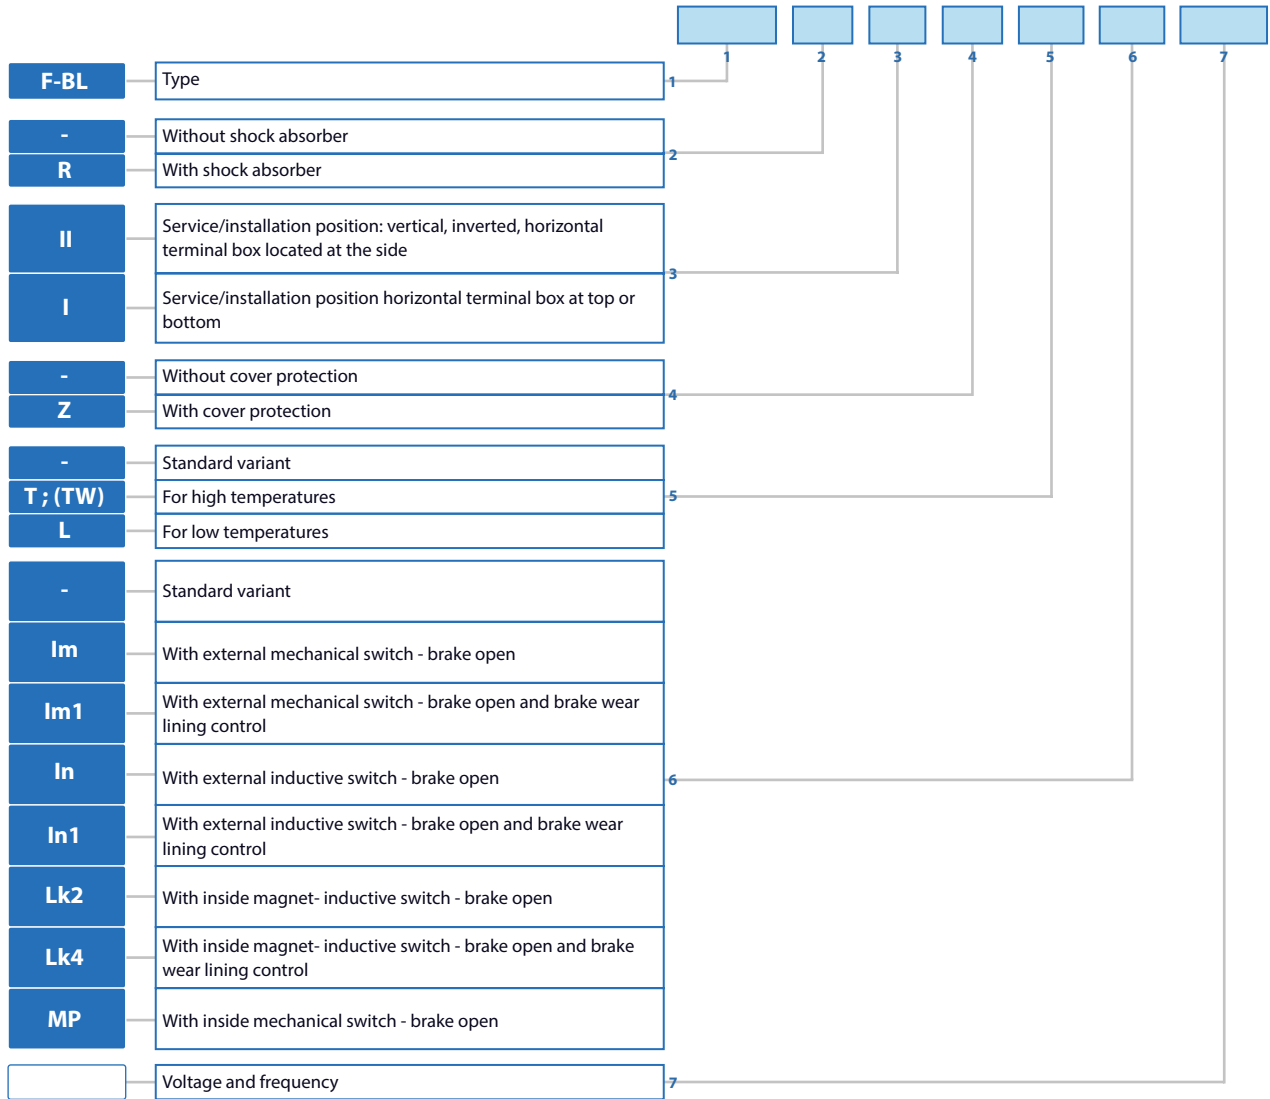 1 2 3 4 5 6 7
F-BL Type 1
- Without shock absorber
2
R With shock absorber
II Service/installation position: vertical, inverted, horizontal
terminal box located at the side
3
I Service/installation position horizontal terminal box at top or
bottom
- Without cover protection
4
Z With cover protection
- Standard variant
T ; (TW) For high temperatures 5
L For low temperatures
- Standard variant
Im With external mechanical switch - brake open
Im1 With external mechanical switch - brake open and brake wear
lining control
In With external inductive switch - brake open 6
In1 With external inductive switch - brake open and brake wear
lining control
Lk2 With inside magnet- inductive switch - brake open
Lk4 With inside magnet- inductive switch - brake open and brake
wear lining control
MP With inside mechanical switch - brake open
Voltage and frequency 7